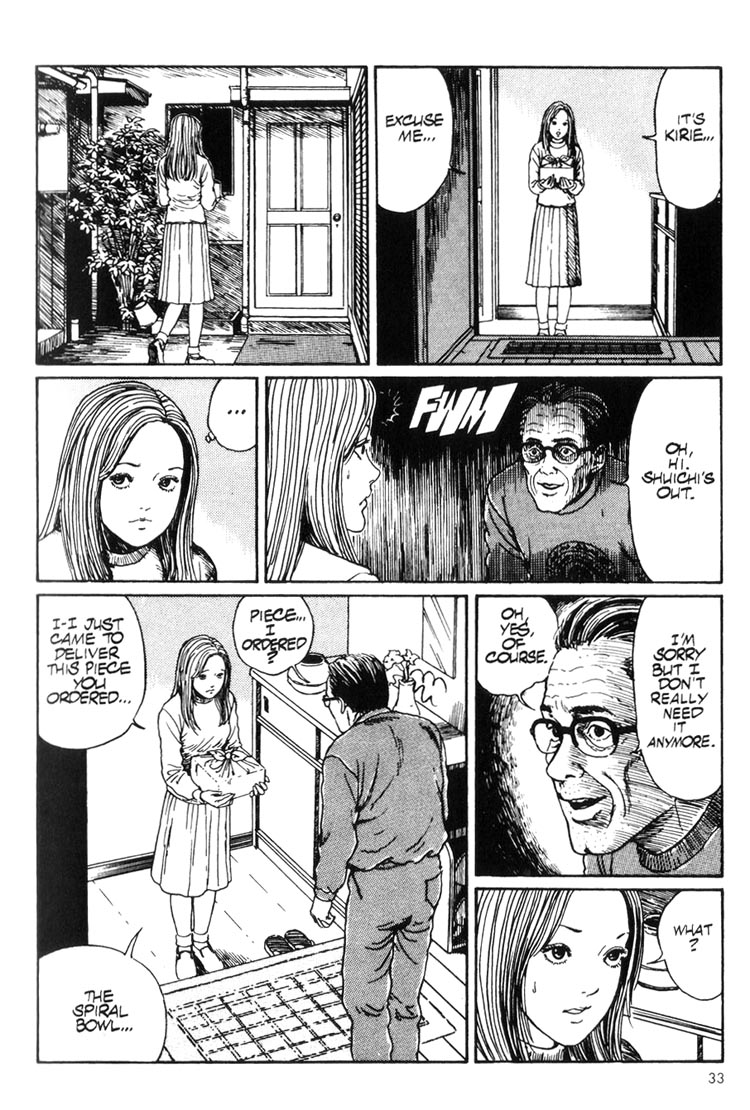 EXCUSE
ME...
IT'S
KIRIE...
...
FWM
OH,
HI.
SHUICHI'S
OUT.
I-I JUST
CAME TO
DELIVER
THIS PIECE
YOU
ORDERED...
PIECE...
I
ORDERED
?
THE
SPIRAL
BOWL...
OH,
YES,
OF
COURSE.
I'M
SORRY
BUT I
DON'T
REALLY
NEED
IT
ANYMORE.
WHAT
?
33